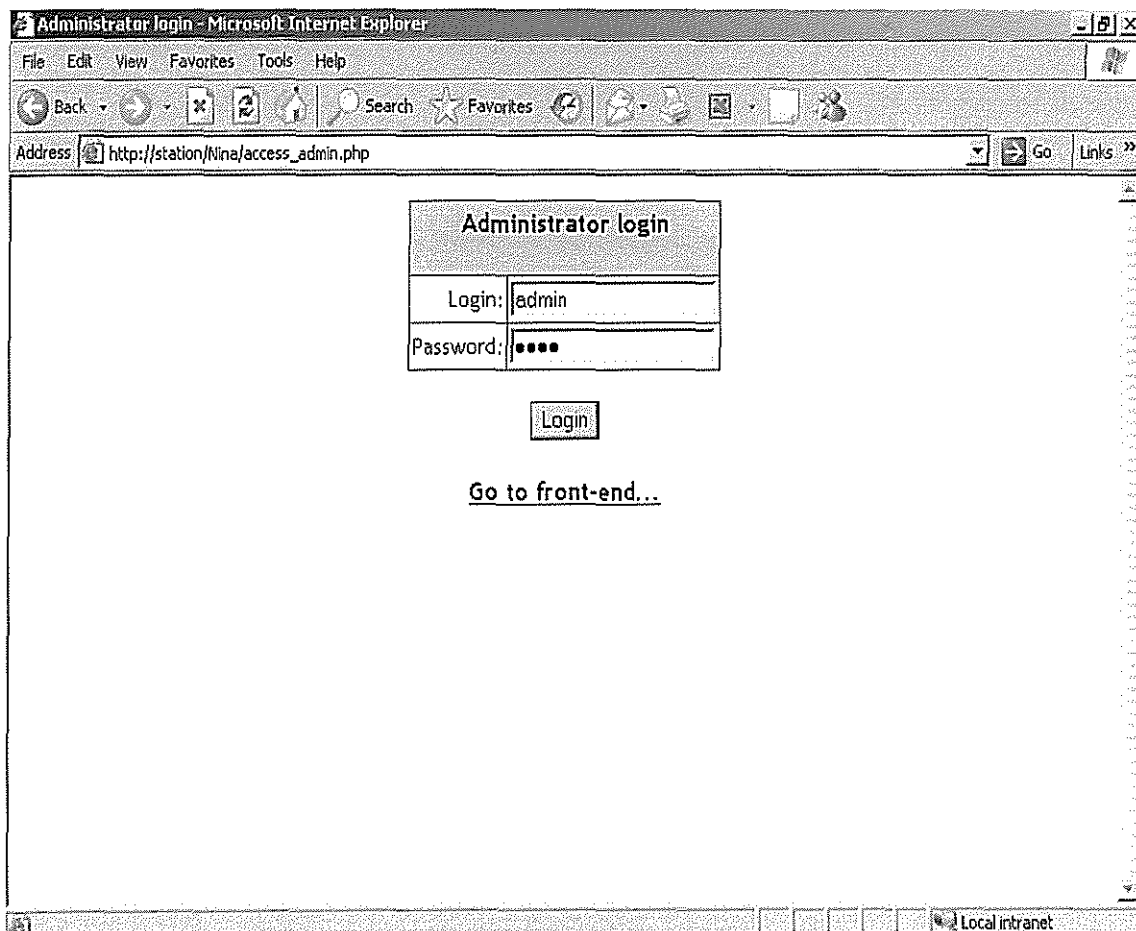 Administrator login - Microsoft Internet Explorer
File Edit View Favorites Tools Help
Back Search Favorites
Address http://station/Nina/access_admin.php Go Links »
Administrator login
Login: admin
Password: ••••
Login
Go to front-end...
Local intranet